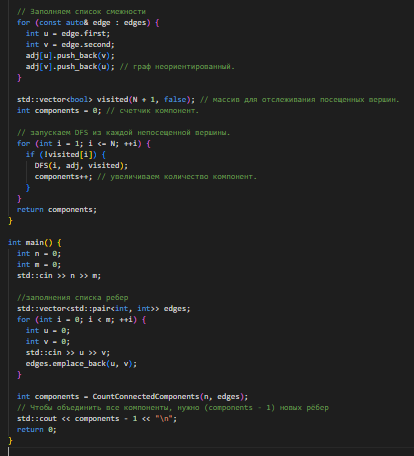 // Заполняем список смежности
for (const auto& edge : edges) {
int u = edge.first;
int v = edge.second;
adj[u].push_back(v);
adj[v].push_back(u); // граф неориентированный.
}
std::vector<bool> visited(N + 1, false); // массив для отслеживания посещенных вершин.
int components = 0; // счетчик компонент.
// запускаем DFS из каждой непосещенной вершины.
for (int i = 1; i <= N; ++i) {
if (!visited[i]) {
DFS(i, adj, visited);
components++; // увеличиваем количество компонент.
}
}
return components;
}
int main() {
int n = 0;
int m = 0;
std::cin >> n >> m;
//заполнения списка ребер
std::vector<std::pair<int, int>> edges;
for (int i = 0; i < m; ++i) {
int u = 0;
int v = 0;
std::cin >> u >> v;
edges.emplace_back(u, v);
}
int components = CountConnectedComponents(n, edges);
// Чтобы объединить все компоненты, нужно (components - 1) новых рёбер
std::cout << components - 1 << "\n";
return 0;
}